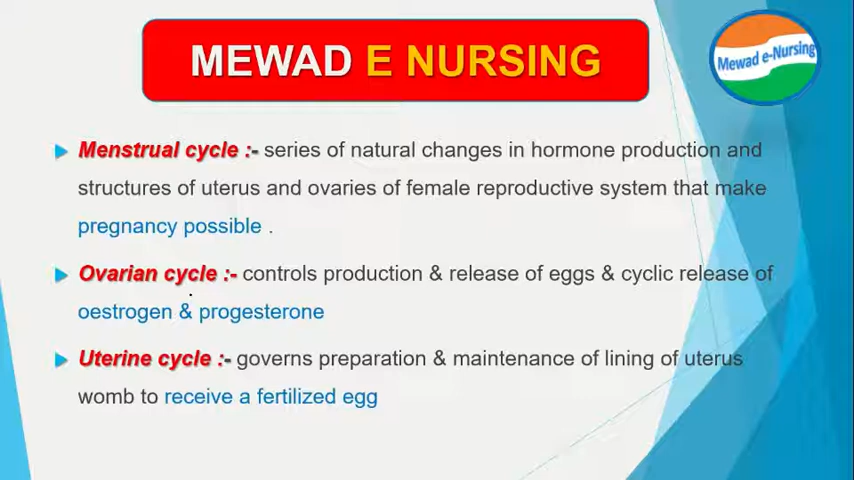 MEWAD E NURSING
Mewad e-Nursing
Menstrual cycle :- series of natural changes in hormone production and
structures of uterus and ovaries of female reproductive system that make
pregnancy possible .
Ovarian cycle :- controls production & release of eggs & cyclic release of
oestrogen & progesterone
Uterine cycle :- governs preparation & maintenance of lining of uterus
womb to receive a fertilized egg